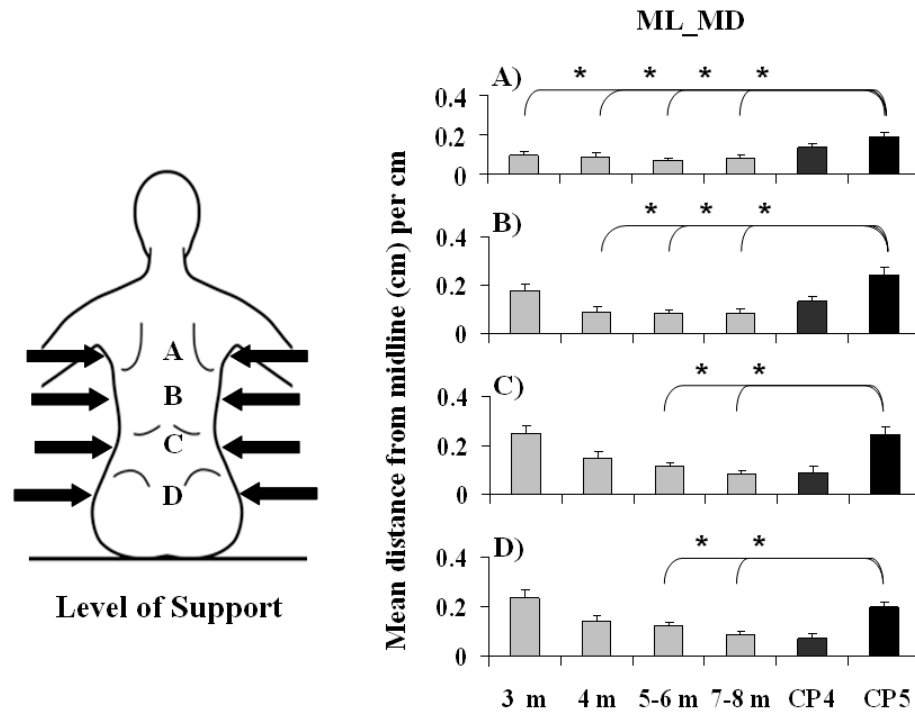 ML_MD
Mean distance from midline (cm) per cm
A)
* * * *
0.4
0.2
0
B)
* * *
0.4
0.2
0
C)
* *
0.4
0.2
0
D)
* *
0.4
0.2
0
3 m 4 m 5-6 m 7-8 m CP4 CP5
A
B
C
D
Level of Support